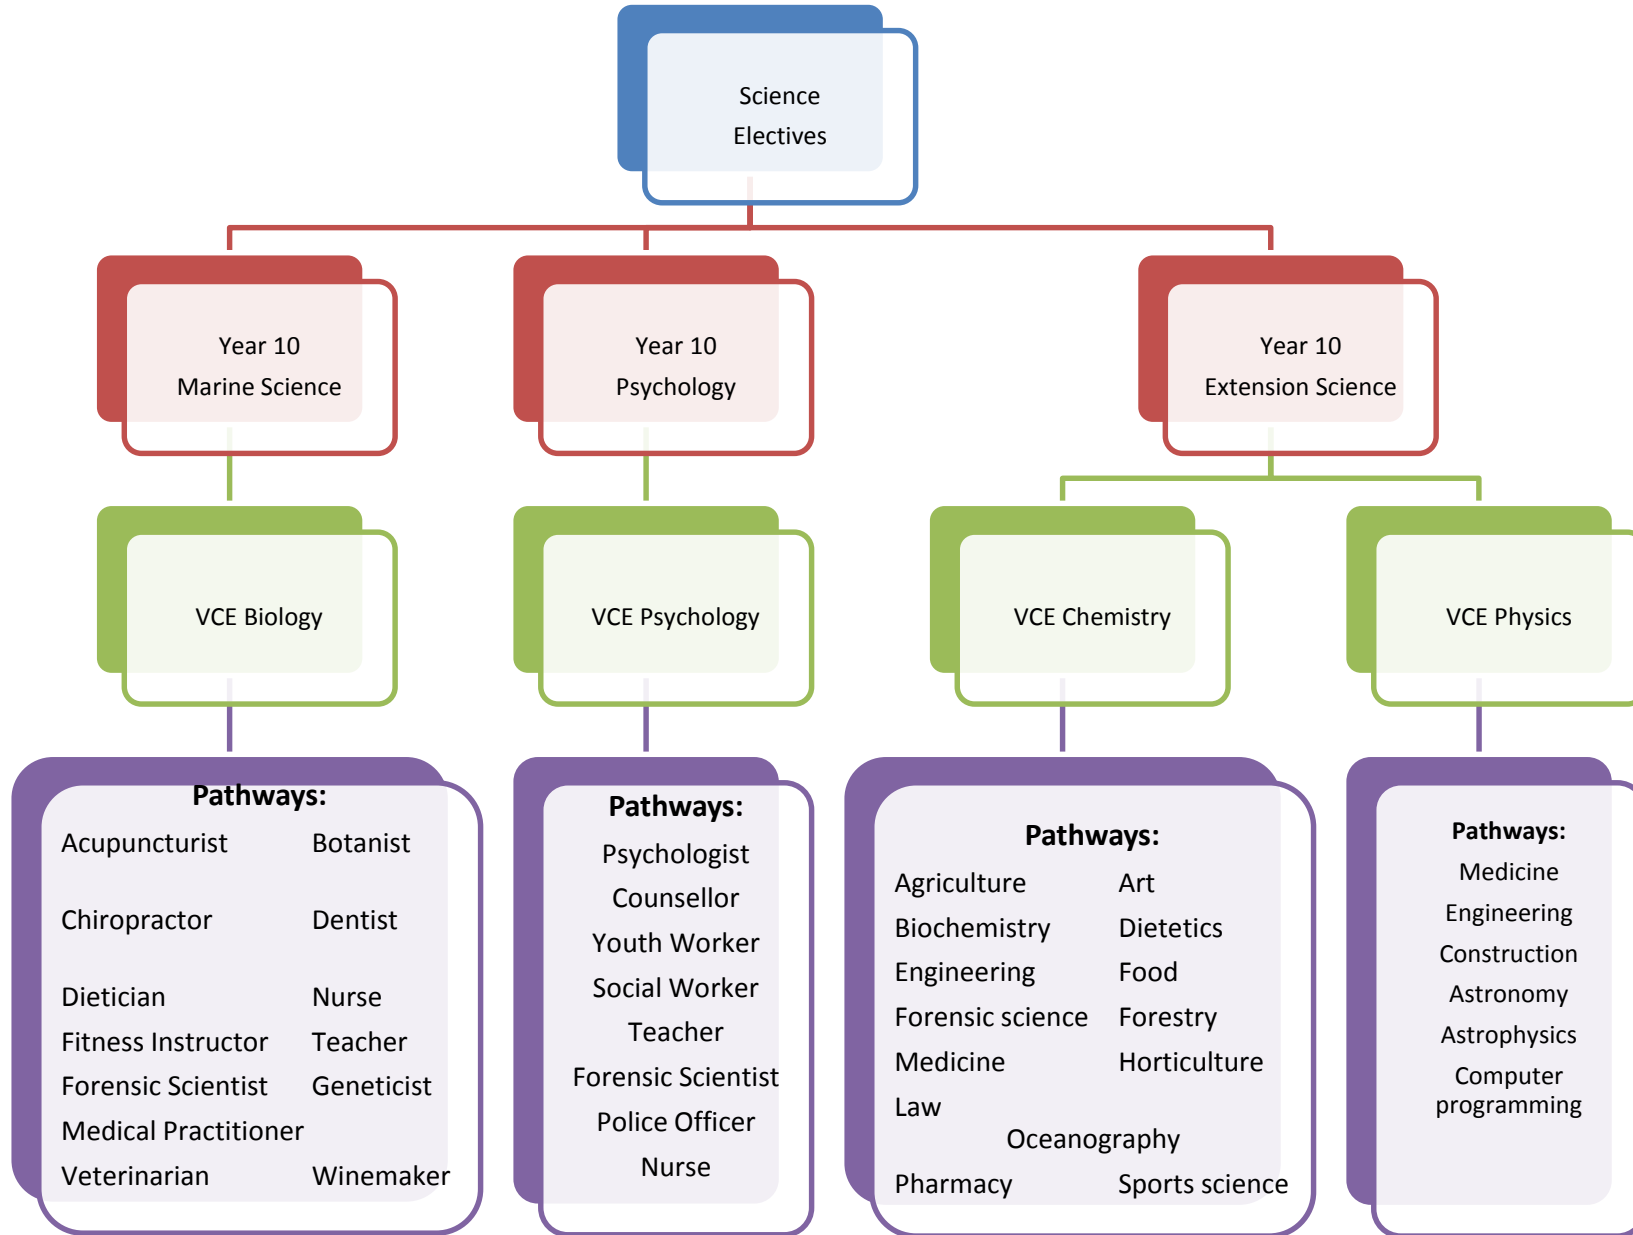 Science
Electives
Year 10
Marine Science
Year 10
Psychology
Year 10
Extension Science
VCE Biology
VCE Psychology
VCE Chemistry
VCE Physics
Pathways:
Acupuncturist Botanist
Chiropractor Dentist
Dietician Nurse
Fitness Instructor Teacher
Forensic Scientist Geneticist
Medical Practitioner
Veterinarian Winemaker
Pathways:
Psychologist
Counsellor
Youth Worker
Social Worker
Teacher
Forensic Scientist
Police Officer
Nurse
Pathways:
Agriculture Art
Biochemistry Dietetics
Engineering Food
Forensic science Forestry
Medicine Horticulture
Law
Oceanography
Pharmacy Sports science
Pathways:
Medicine
Engineering
Construction
Astronomy
Astrophysics
Computer
programming